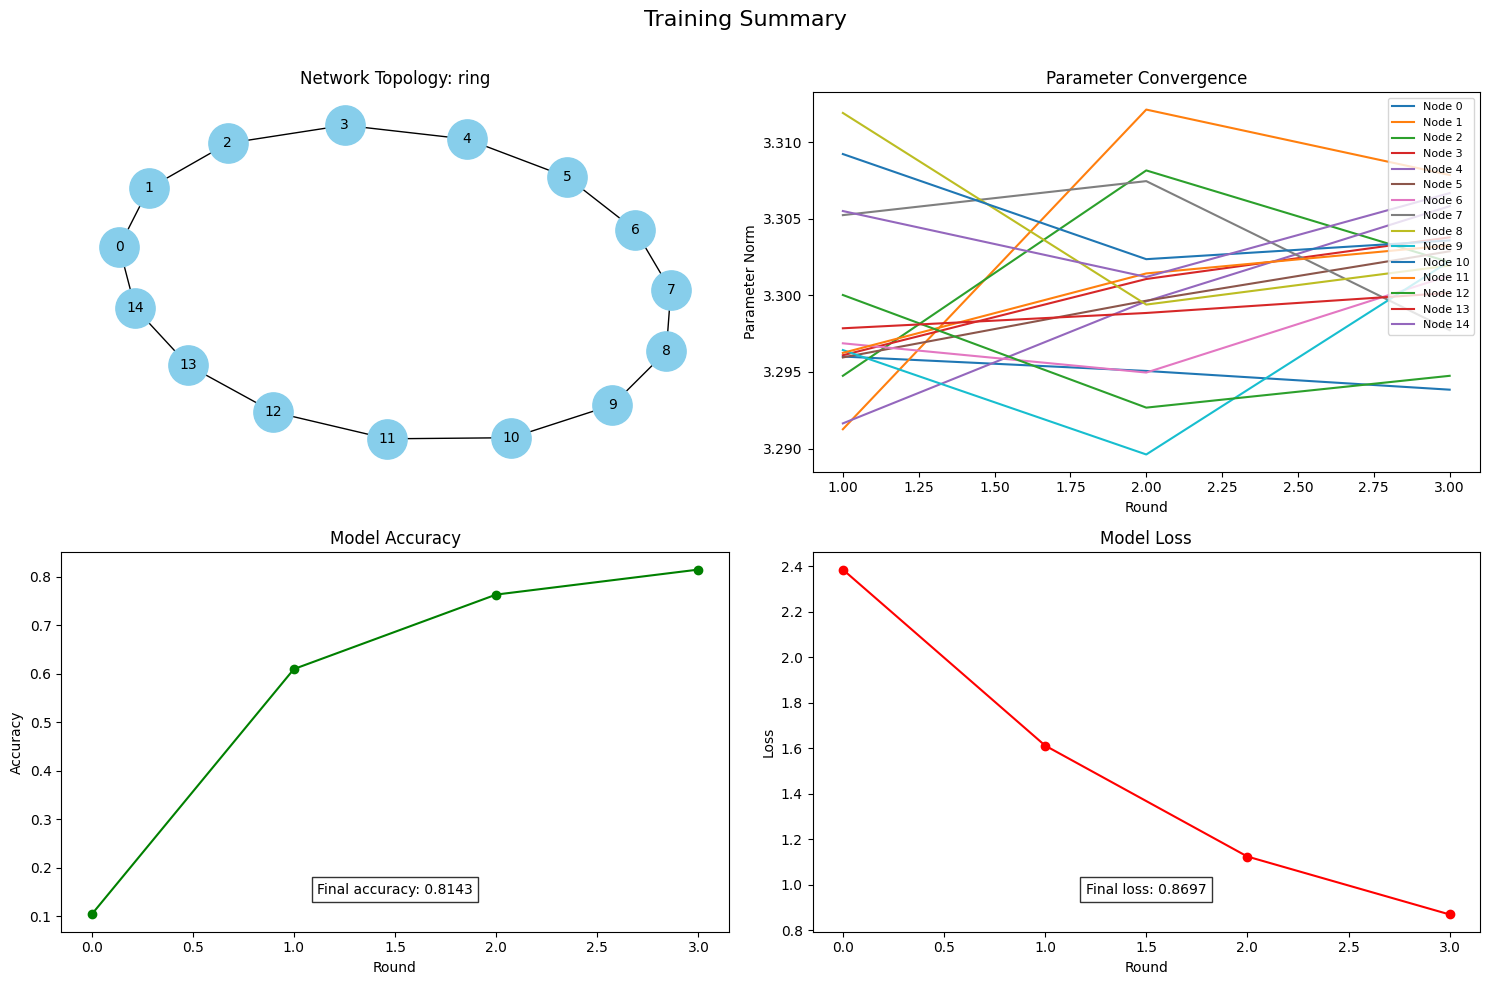 Training Summary
Network Topology: ring
3
2
4
5
1
6
0
7
14
8
13
9
12
11
10
Parameter Convergence
Parameter Norm
3.310
3.305
3.300
3.295
3.290
Node 0
Node 1
Node 2
Node 3
Node 4
Node 5
Node 6
Node 7
Node 8
Node 9
Node 10
Node 11
Node 12
Node 13
Node 14
1.00 1.25 1.50 1.75 2.00 2.25 2.50 2.75 3.00
Round
Model Accuracy
Accuracy
0.8
0.7
0.6
0.5
0.4
0.3
0.2
0.1
Final accuracy: 0.8143
0.0 0.5 1.0 1.5 2.0 2.5 3.0
Round
Model Loss
Loss
2.4
2.2
2.0
1.8
1.6
1.4
1.2
1.0
0.8
Final loss: 0.8697
0.0 0.5 1.0 1.5 2.0 2.5 3.0
Round